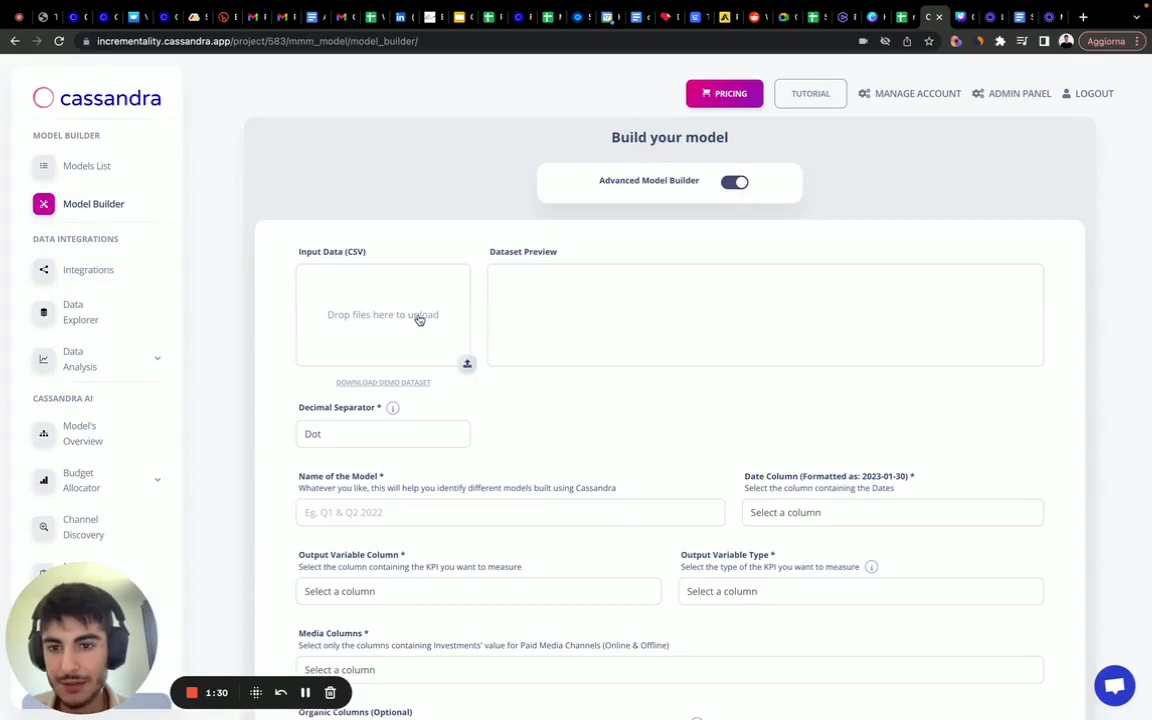 incrementality.cassandra.app/project/583/mmm_model/model_builder/
Aggiorna
cassandra
PRICING
TUTORIAL
MANAGE ACCOUNT
ADMIN PANEL
LOGOUT
MODEL BUILDER
Models List
Model Builder
DATA INTEGRATIONS
Integrations
Data
Explorer
Data
Analysis
CASSANDRA AI
Model's
Overview
Budget
Allocator
Channel
Discovery
Build your model
Advanced Model Builder
Input Data (CSV)
Dataset Preview
Drop files here to upload
DOWNLOAD DEMO DATASET
Decimal Separator *
Dot
Name of the Model *
Whatever you like, this will help you identify different models built using Cassandra
Eg. Q1 & Q2 2022
Date Column (Formatted as: 2023-01-30) *
Select the column containing the Dates
Select a column
Output Variable Column *
Select the column containing the KPI you want to measure
Select a column
Output Variable Type *
Select the type of the KPI you want to measure
Select a column
Media Columns *
Select only the columns containing Investments' value for Paid Media Channels (Online & Offline)
Select a column
Organic Columns (Optional)
1:30